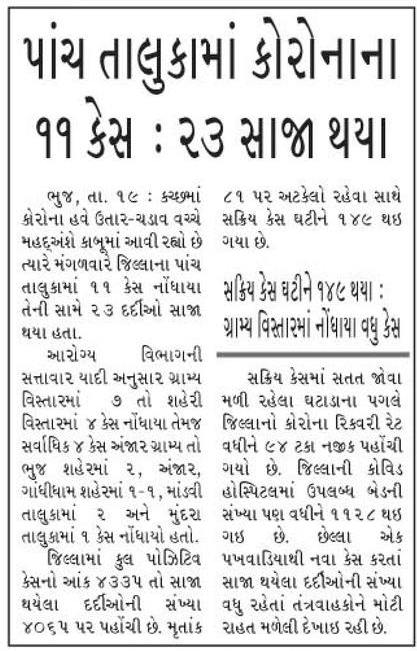 પાંચ તાલુકામાં કોરોનાના
૧૧ કેસ : ૨૩ સાજા થયા
ભુજ, તા. ૧૯ : કચ્છમાં
કોરોના હવે ઉતાર-ચડાવ વચ્ચે
મહદ્અંશે કાબૂમાં આવી રહ્યો છે
ત્યારે મંગળવારે જિલ્લાના પાંચ
તાલુકામાં ૧૧ કેસ નોંધાયા
તેની સામે ૨૩ દર્દીઓ સાજા
થયા હતા.
આરોગ્ય વિભાગની
સત્તાવાર યાદી અનુસાર ગ્રામ્ય
વિસ્તારમાં ૭ તો શહેરી
વિસ્તારમાં ૪ કેસ નોંધાયા તેમજ
સર્વાધિક ૪ કેસ અંજાર ગ્રામ્ય તો
ભુજ શહેરમાં ૨, અંજાર,
ગાંધીધામ શહેરમાં ૧-૧, માંડવી
તાલુકામાં ૨ અને મુંદરા
તાલુકામાં ૧ કેસ નોંધાયો હતો.
જિલ્લામાં કુલ પોઝિટિવ
કેસનો આંક ૪૩૩૫ તો સાજા
થયેલા દર્દીઓની સંખ્યા
૪૦૬૫ પર પહોંચી છે. મૃતાંક
૮૧ પર અટકેલો રહેવા સાથે
સક્રિય કેસ ઘટીને ૧૪૯ થઇ
ગયા છે.
સક્રિય કેસ ઘટીને ૧૪૯ થયા :
ગ્રામ્ય વિસ્તારમાં નોંધાયા વધુ કેસ
સક્રિય કેસમાં સતત જોવા
મળી રહેલા ઘટાડાના પગલે
જિલ્લાનો કોરોના રિકવરી રેટ
વધીને ૯૪ ટકા નજીક પહોંચી
ગયો છે. જિલ્લાની કોવિડ
હોસ્પિટલમાં ઉપલબ્ધ બેડની
સંખ્યા પણ વધીને ૧૧૨૮ થઇ
ગઇ છે. છેલ્લા એક
પખવાડિયાથી નવા કેસ કરતાં
સાજા થયેલા દર્દીઓની સંખ્યા
વધુ રહેતાં તંત્રવાહકોને મોટી
રાહત મળેલી દેખાઇ રહી છે.